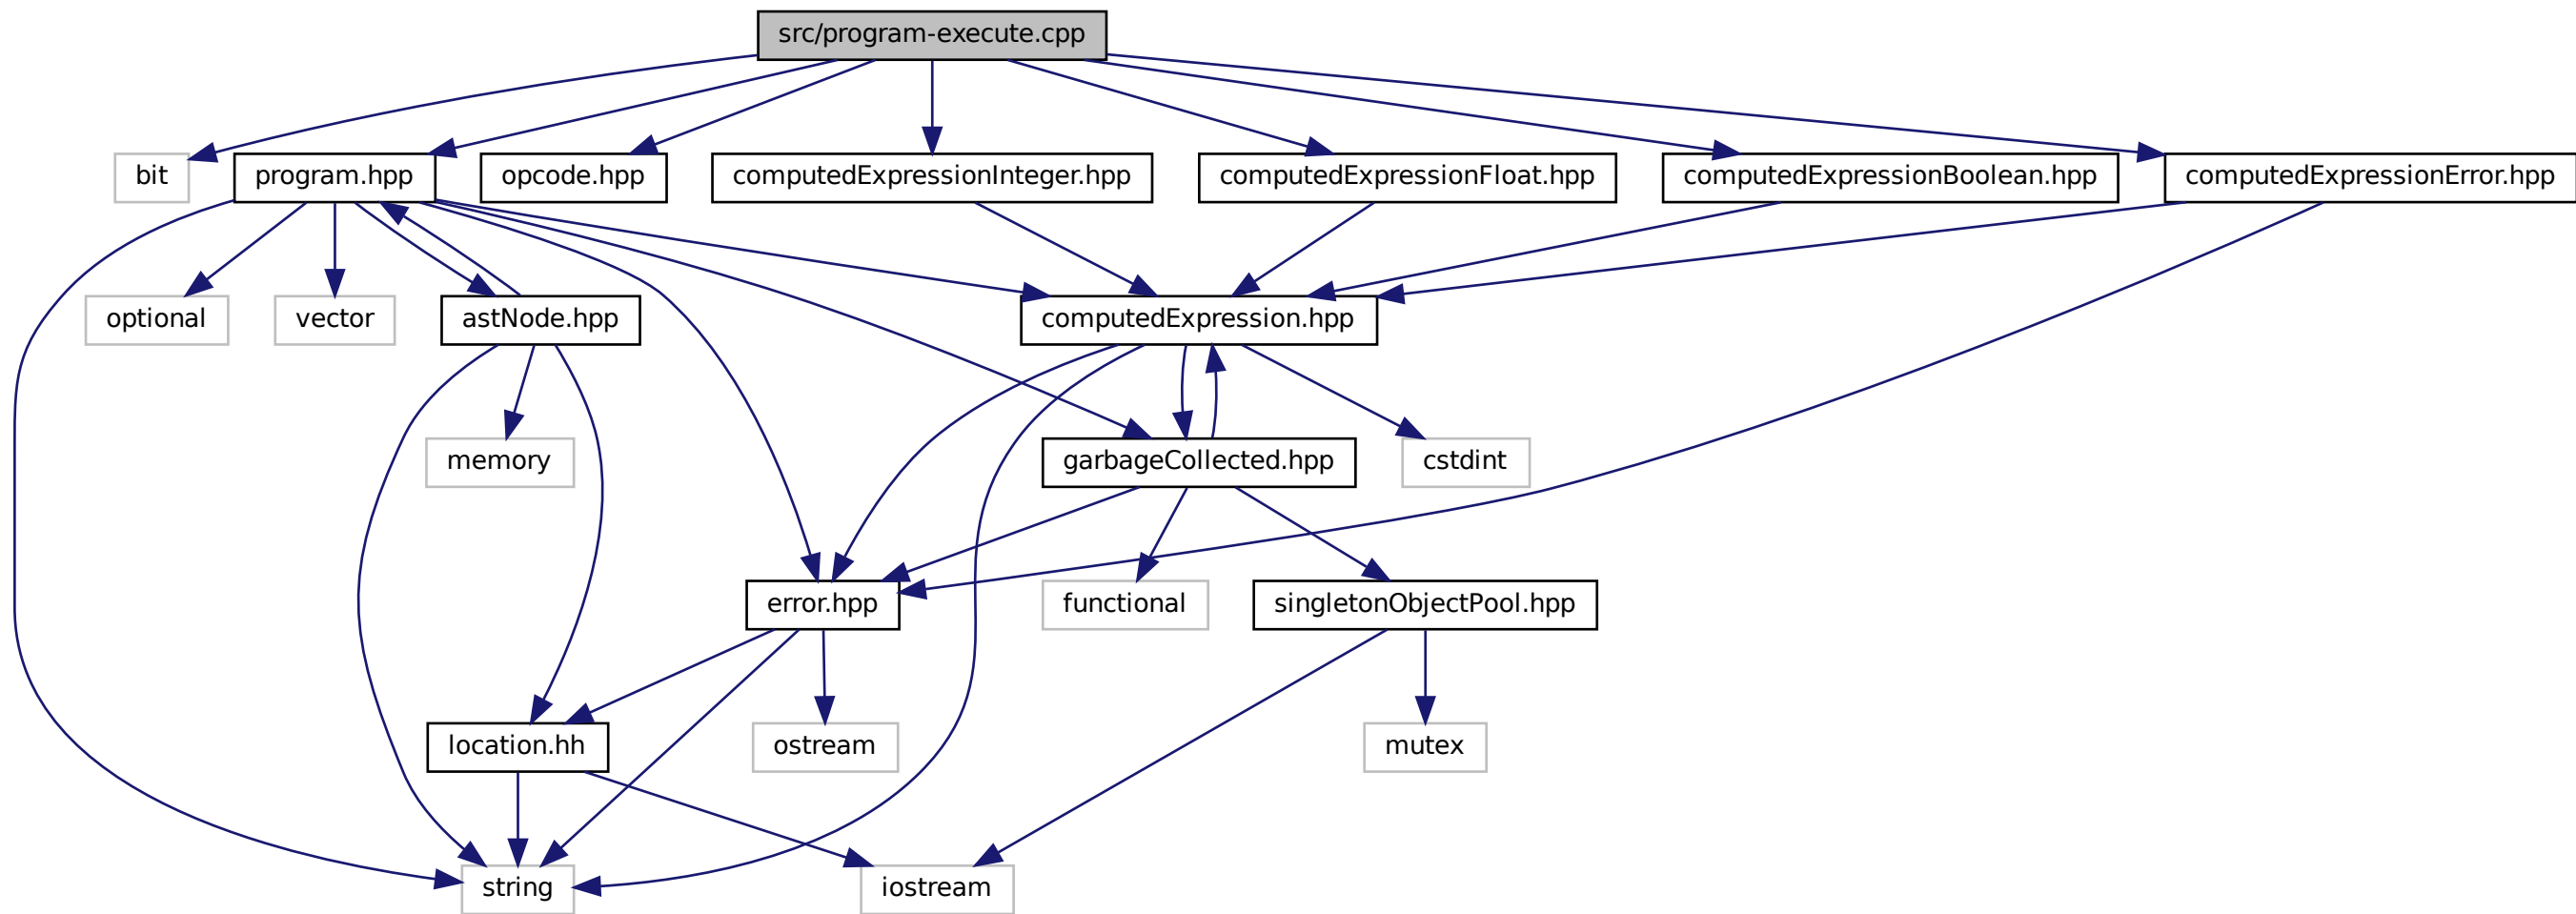 src/program-execute.cpp
bit
program.hpp
opcode.hpp
computedExpressionInteger.hpp
computedExpressionFloat.hpp
computedExpressionBoolean.hpp
computedExpressionError.hpp
optional
vector
astNode.hpp
computedExpression.hpp
memory
garbageCollected.hpp
cstdint
error.hpp
functional
singletonObjectPool.hpp
location.hh
ostream
mutex
string
iostream